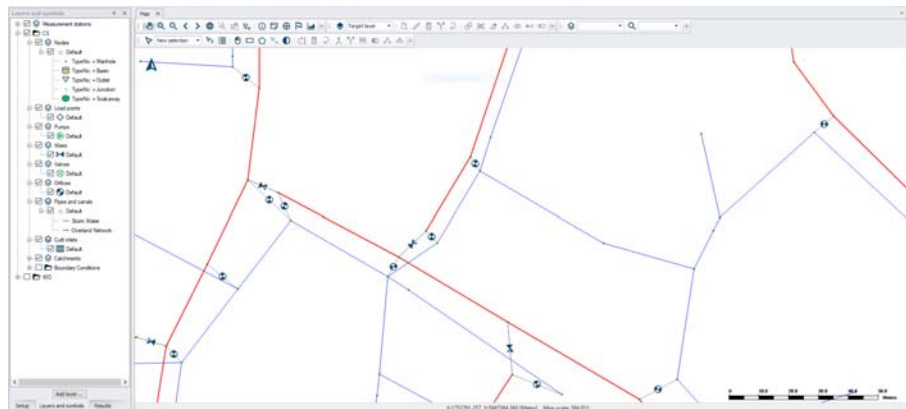 Layers and symbols
Map
Measurement stations
CS
Target layer
Nodes
New selection
Default
TypeNo. = Manhole
TypeNo. = Basin
TypeNo. = Outlet
TypeNo. = Junction
TypeNo. = Soakaway
Load points
Default
Pumps
Default
Weirs
Default
Valves
Default
Orifices
Default
Pipes and canals
Default
Storm Water
Overland Network
Curb inlets
Default
Catchments
Boundary Conditions
Add layer...
Setup
Layers and symbols
Results